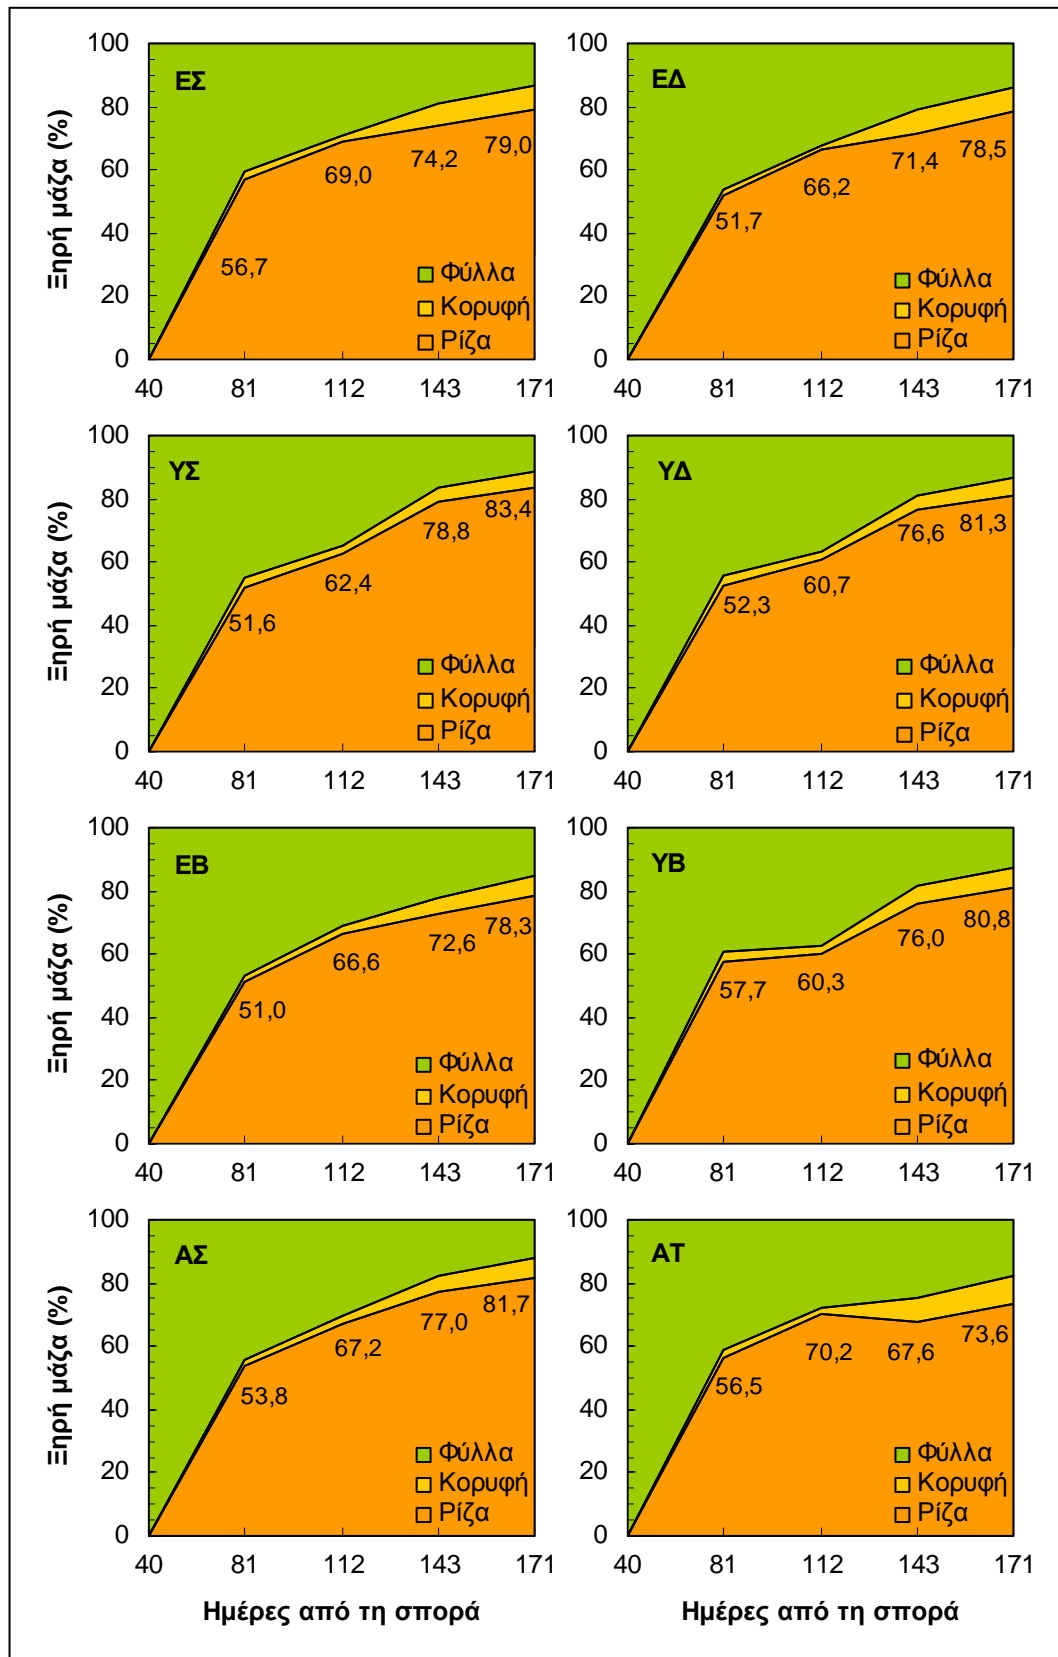 ΕΣ
Ξηρή μάζα (%)
100
80
60
40
20
0
56,7
69,0
74,2
79,0
Φύλλα
Κορυφή
Ρίζα
40 81 112 143 171
ΕΔ
100
80
60
40
20
0
51,7
66,2
71,4
78,5
Φύλλα
Κορυφή
Ρίζα
40 81 112 143 171
ΥΣ
Ξηρή μάζα (%)
100
80
60
40
20
0
51,6
62,4
78,8
83,4
Φύλλα
Κορυφή
Ρίζα
40 81 112 143 171
ΥΔ
100
80
60
40
20
0
52,3
60,7
76,6
81,3
Φύλλα
Κορυφή
Ρίζα
40 81 112 143 171
ΕΒ
Ξηρή μάζα (%)
100
80
60
40
20
0
51,0
66,6
72,6
78,3
Φύλλα
Κορυφή
Ρίζα
40 81 112 143 171
ΥΒ
100
80
60
40
20
0
57,7
60,3
76,0
80,8
Φύλλα
Κορυφή
Ρίζα
40 81 112 143 171
ΑΣ
Ξηρή μάζα (%)
100
80
60
40
20
0
53,8
67,2
77,0
81,7
Φύλλα
Κορυφή
Ρίζα
40 81 112 143 171
Ημέρες από τη σπορά
ΑΤ
100
80
60
40
20
0
56,5
70,2
67,6
73,6
Φύλλα
Κορυφή
Ρίζα
40 81 112 143 171
Ημέρες από τη σπορά